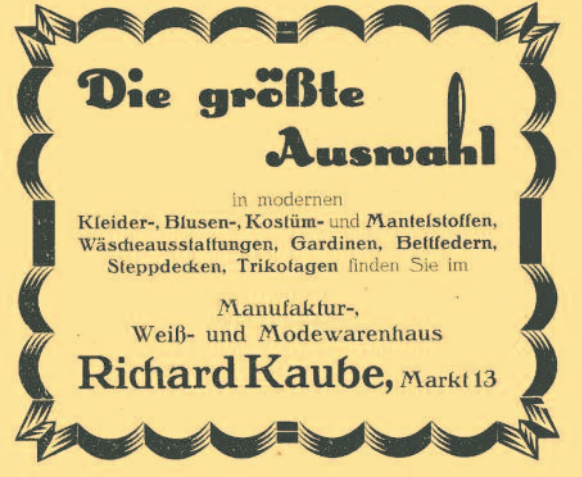 Die größte
Auswahl
in modernen
Kleider-, Blusen-, Kostüm- und Mantelstoffen,
Wäscheausstattungen, Gardinen, Bettfedern,
Steppdecken, Trikotagen finden Sie im
Manufaktur-,
Weiß- und Modewarenhaus
Richard Kaube, Markt 13